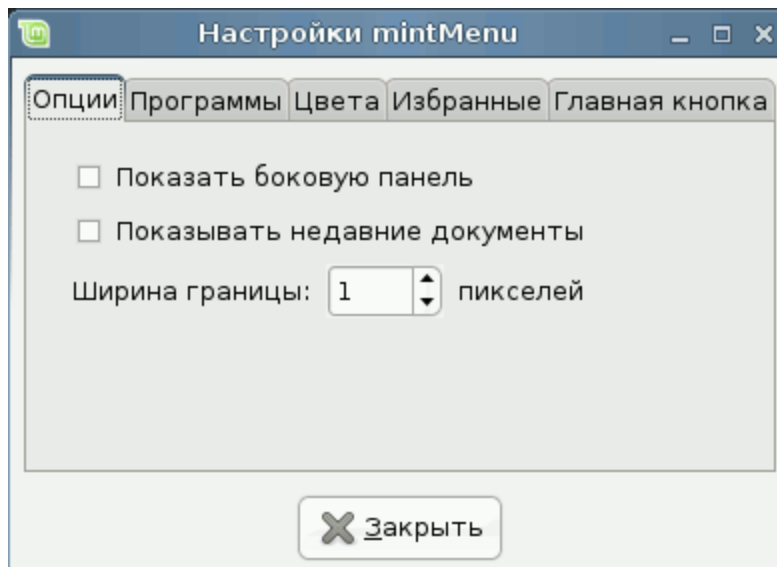 Настройки mintMenu
Опции Программы Цвета Избранные Главная кнопка
Показать боковую панель
Показывать недавние документы
Ширина границы: 1 пикселей
Закрыть